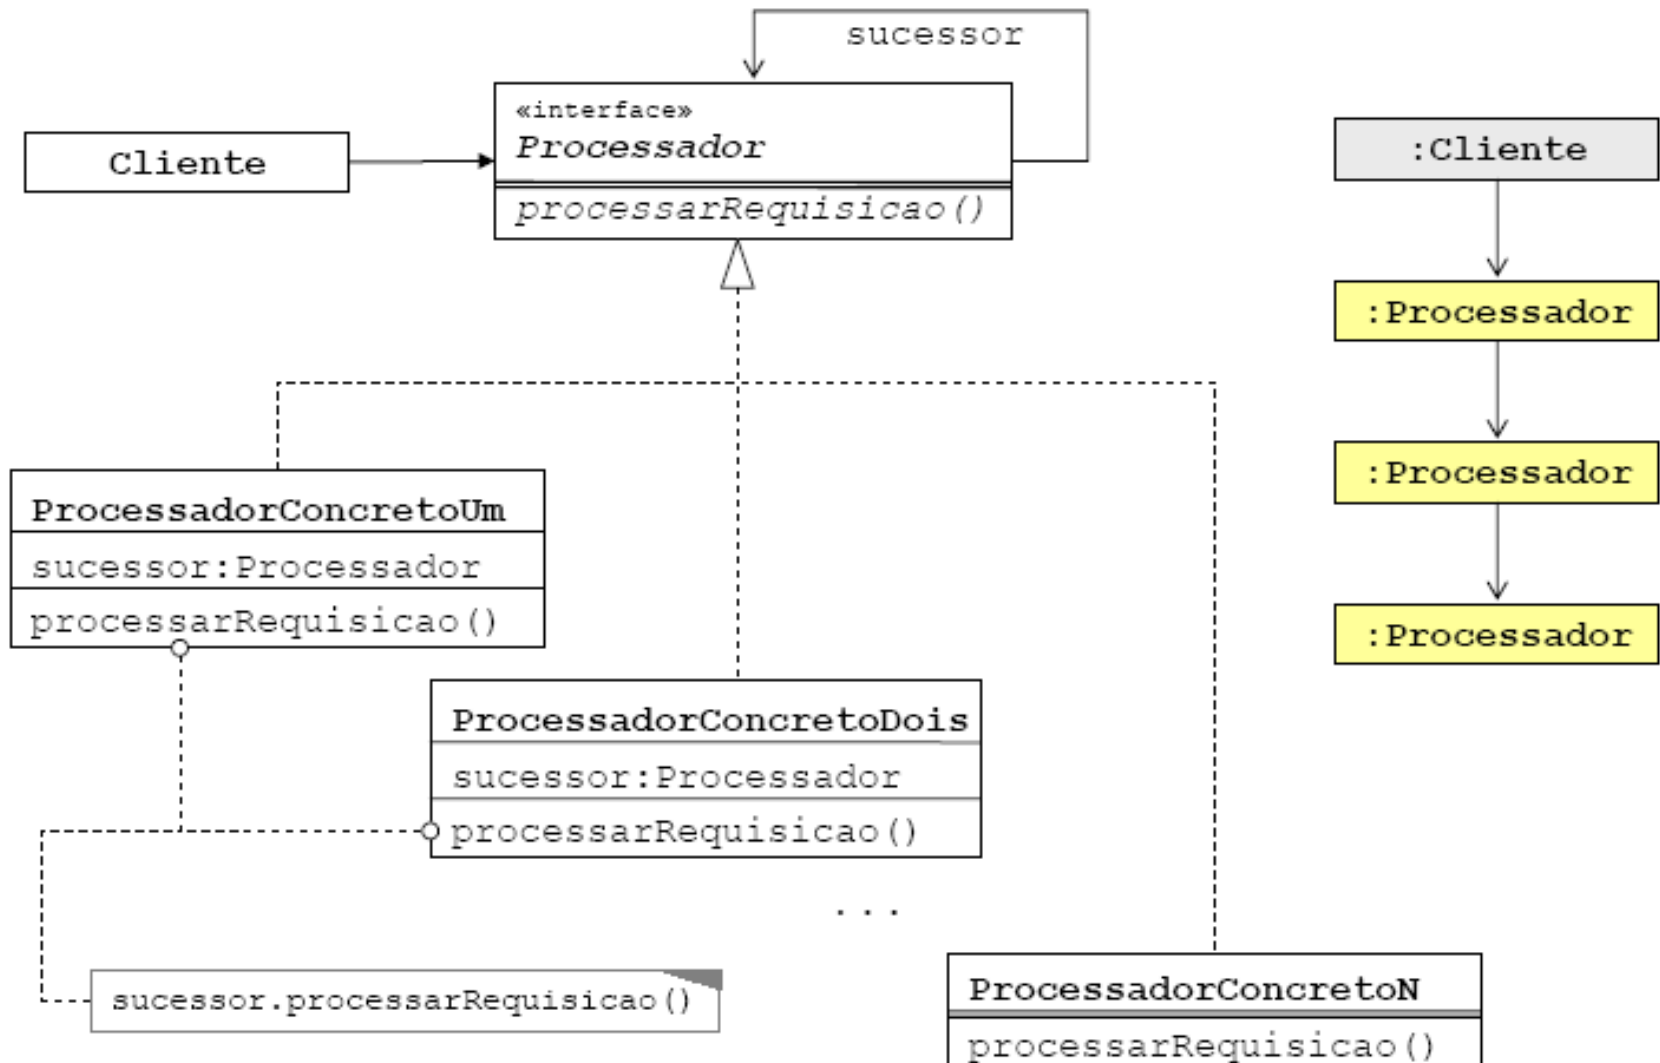 sucessor
«interface»
Processador
processarRequisicao()
Cliente
:Cliente
:Processador
:Processador
:Processador
ProcessadorConcretoUm
sucessor:Processador
processarRequisicao()
ProcessadorConcretoDois
sucessor:Processador
processarRequisicao()
...
sucessor.processarRequisicao()
ProcessadorConcretoN
processarRequisicao()